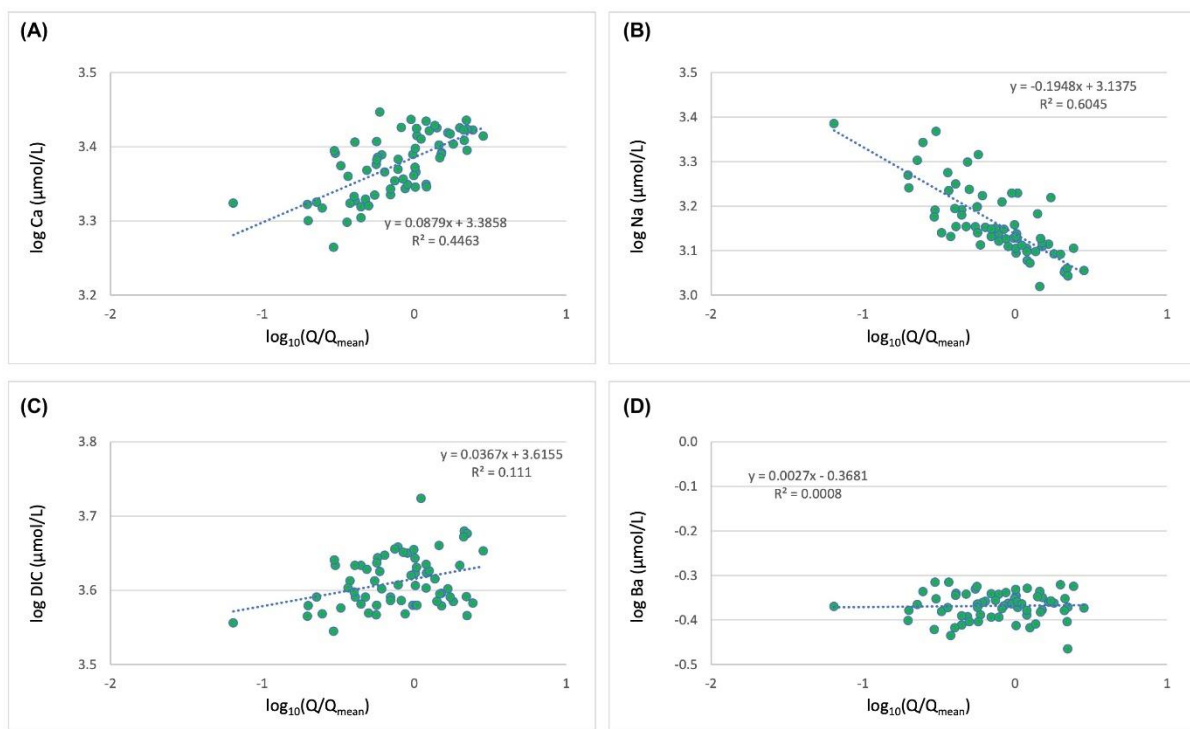 (A)
log Ca (μmol/L)
3.5
3.4
3.3
3.2
y = 0.0879x + 3.3858
R² = 0.4463
-2
-1
0
1
log₁₀(Q/Qₘₑₐₙ)
(B)
log Na (μmol/L)
3.5
3.4
3.3
3.2
3.1
3.0
y = -0.1948x + 3.1375
R² = 0.6045
-2
-1
0
1
log₁₀(Q/Qₘₑₐₙ)
(C)
log DIC (μmol/L)
3.8
3.7
3.6
3.5
y = 0.0367x + 3.6155
R² = 0.111
-2
-1
0
1
log₁₀(Q/Qₘₑₐₙ)
(D)
log Ba (μmol/L)
0.0
-0.1
-0.2
-0.3
-0.4
-0.5
y = 0.0027x - 0.3681
R² = 0.0008
-2
-1
0
1
log₁₀(Q/Qₘₑₐₙ)